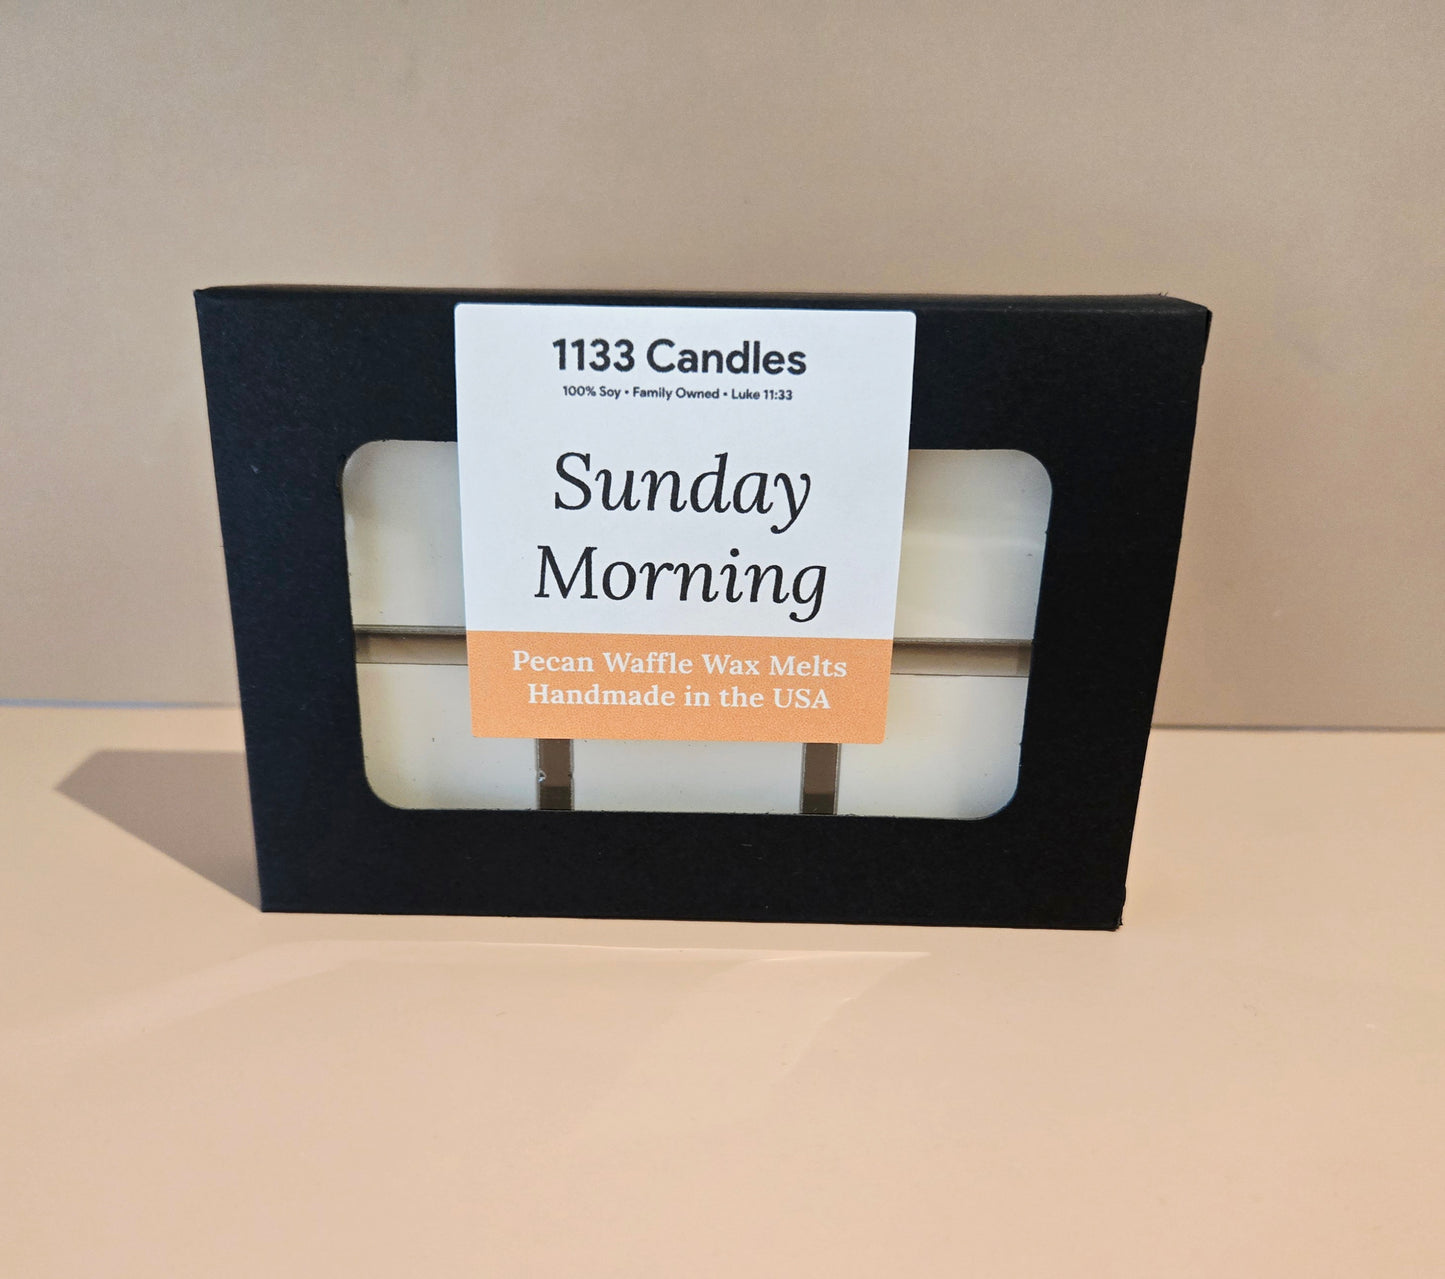 1133 Candles
100% Soy • Family Owned • Luke 11:33
Sunday
Morning
Pecan Waffle Wax Melts
Handmade in the USA